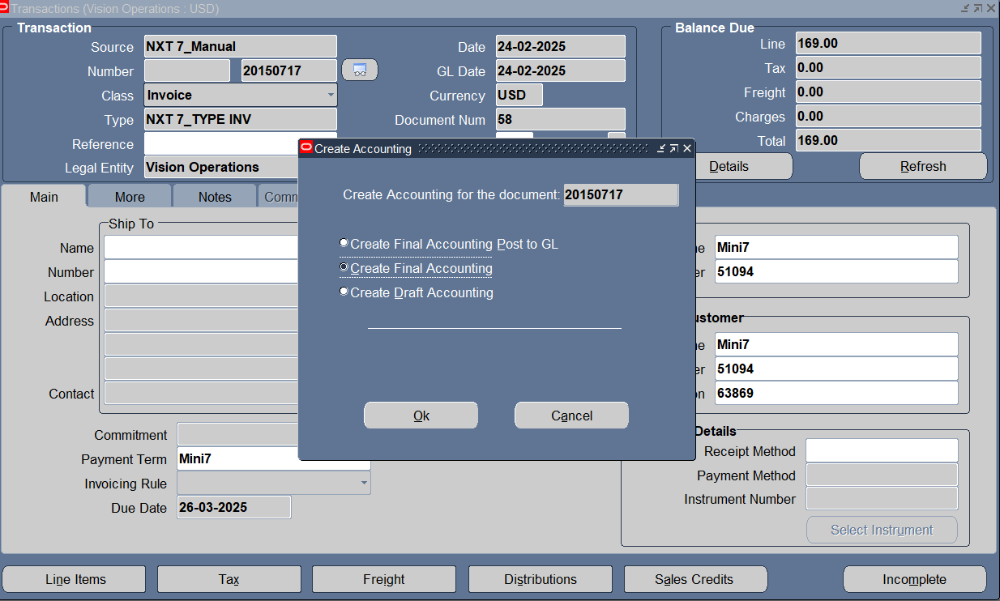 Transactions (Vision Operations : USD)
Transaction
Source NXT 7_Manual
Number 20150717
Class Invoice
Type NXT 7_TYPE INV
Reference
Legal Entity Vision Operations
Date 24-02-2025
GL Date 24-02-2025
Currency USD
Document Num 58
Balance Due
Line 169.00
Tax 0.00
Freight 0.00
Charges 0.00
Total 169.00
Details
Refresh
Main
More
Notes
Comm
Ship To
Name
Number
Location
Address
Contact
Commitment
Payment Term Mini7
Invoicing Rule
Due Date 26-03-2025
Create Accounting
Create Accounting for the document: 20150717
Create Final Accounting Post to GL
Create Final Accounting
Create Draft Accounting
Ok
Cancel
e Mini7
er 51094
ustomer
e Mini7
er 51094
n 63869
Details
Receipt Method
Payment Method
Instrument Number
Select Instrument
Line Items
Tax
Freight
Distributions
Sales Credits
Incomplete